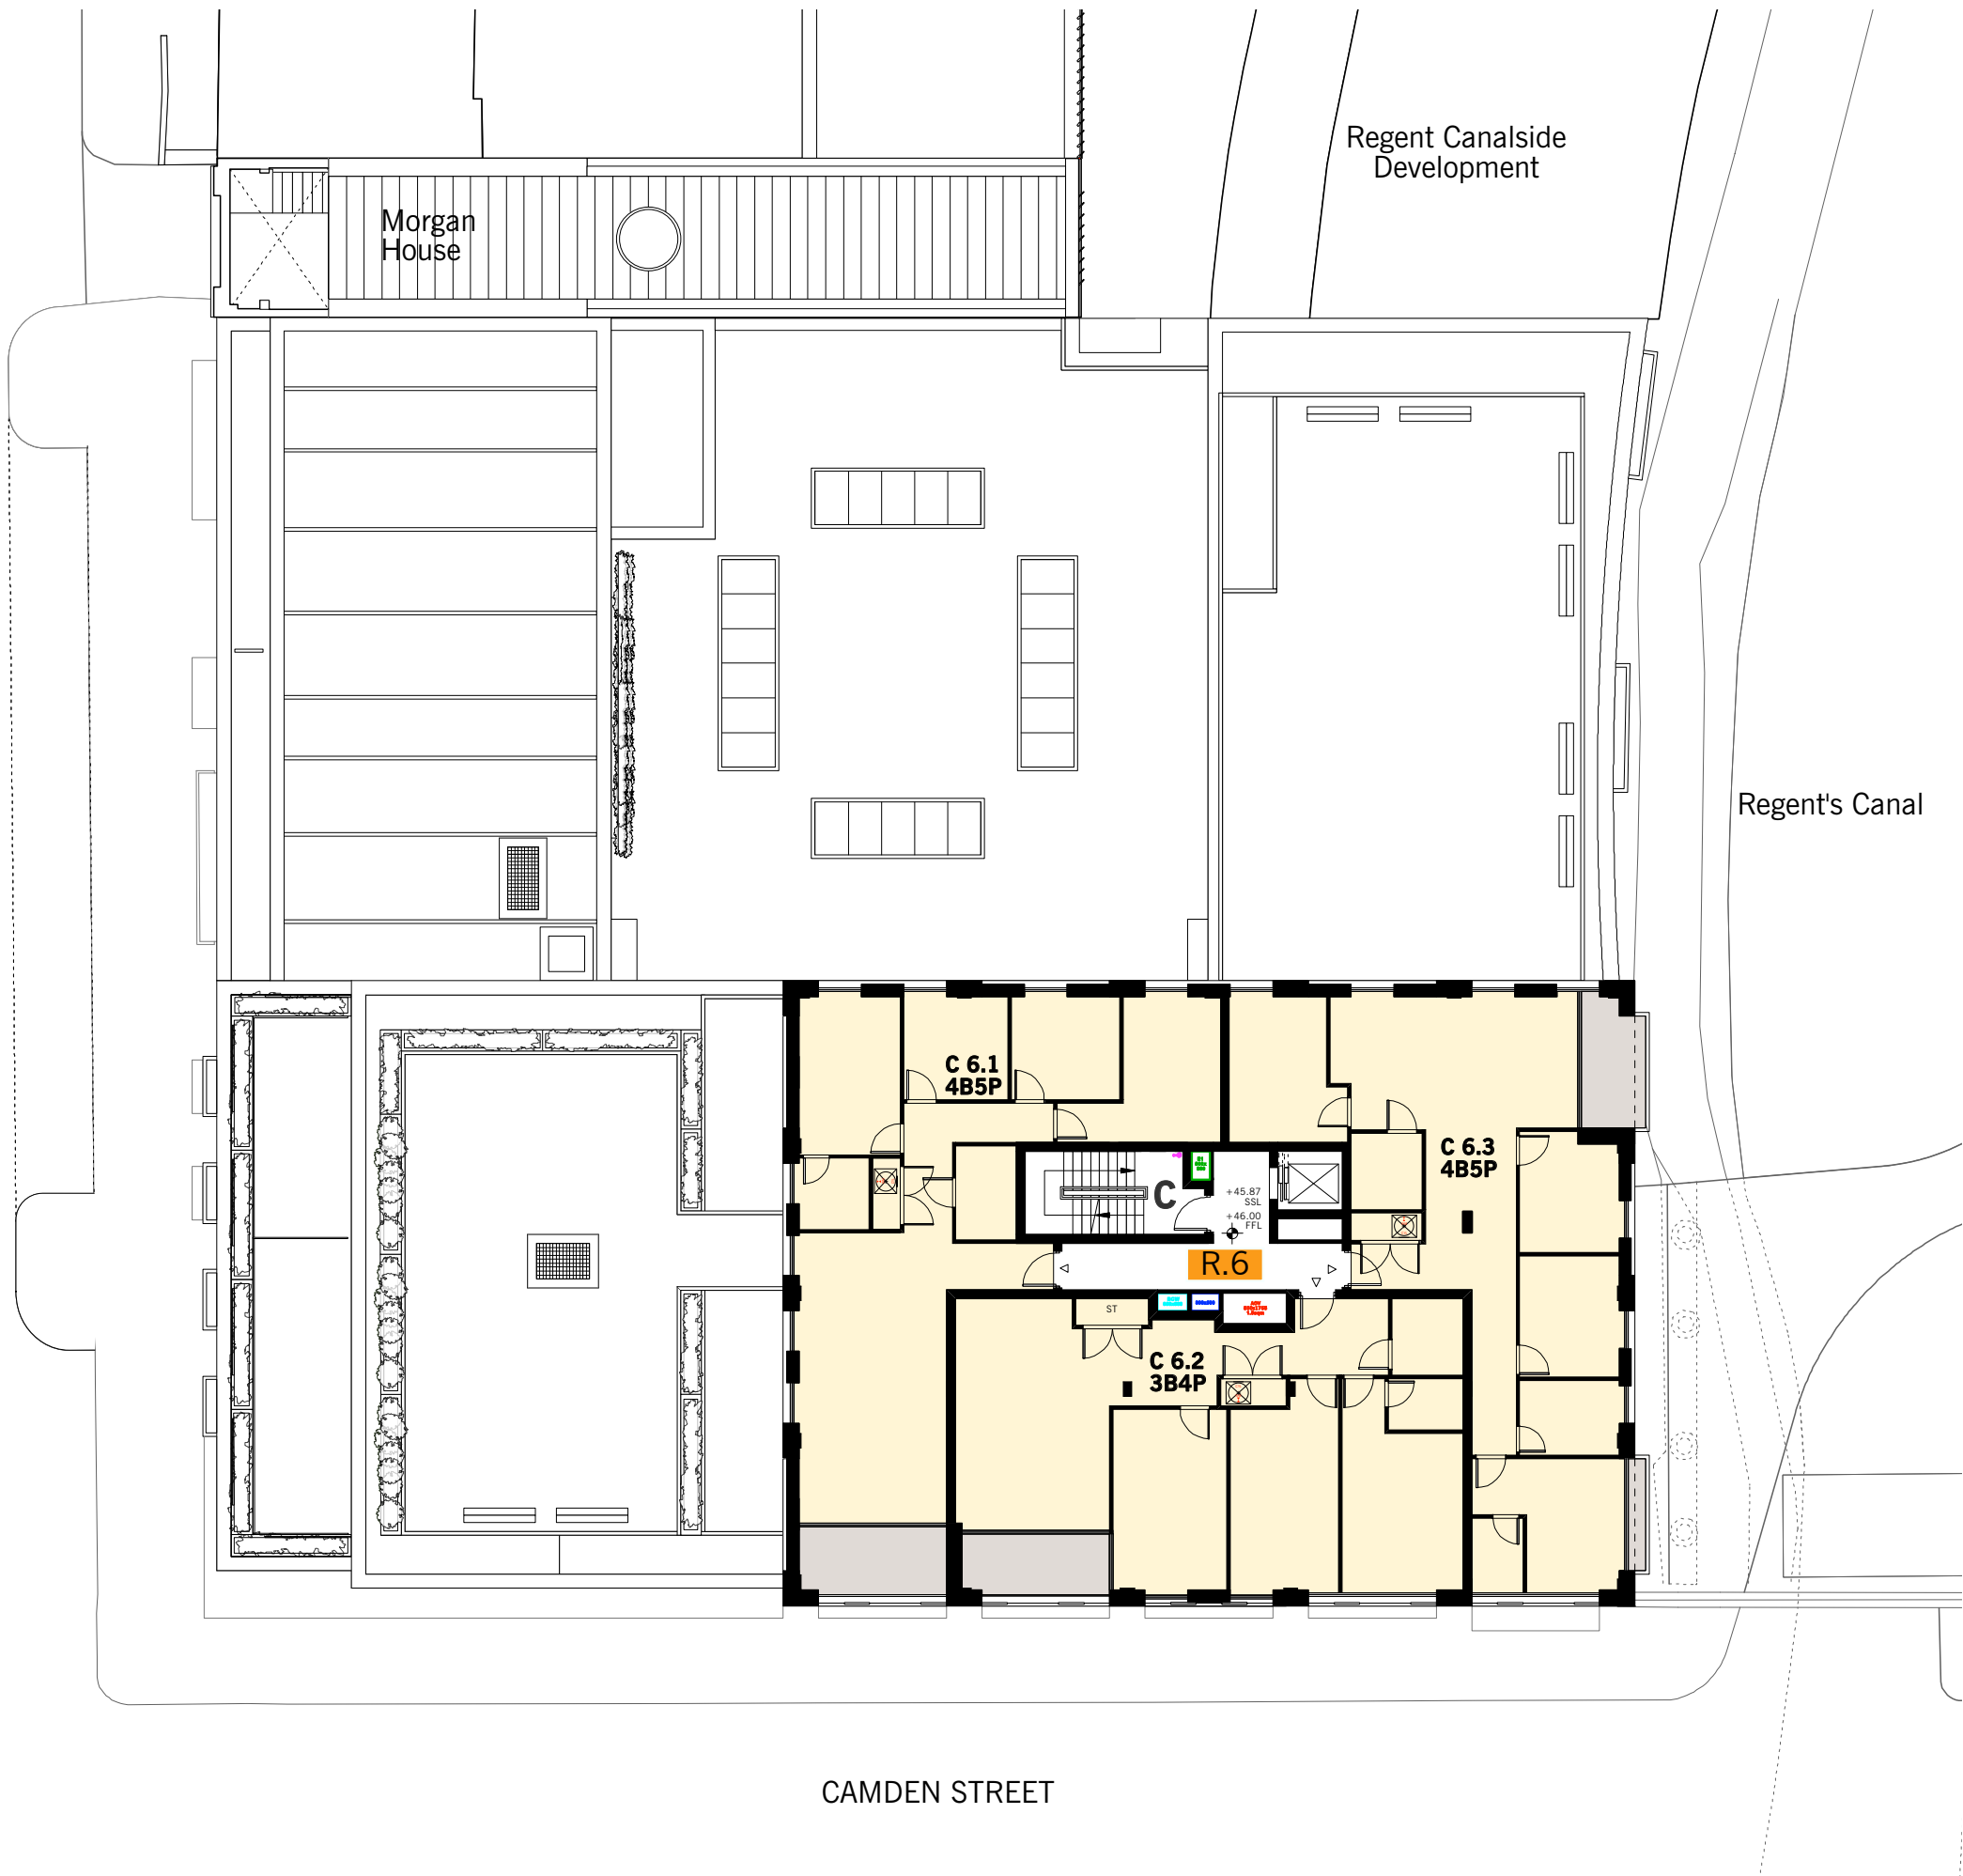 Regent Canalside
Development
Morgan
House
Regent's Canal
C 6.1
4B5P
C 6.3
4B5P
C
+45.87
SSL
+46.00
FFL
R.6
ST
C 6.2
3B4P
CAMDEN STREET